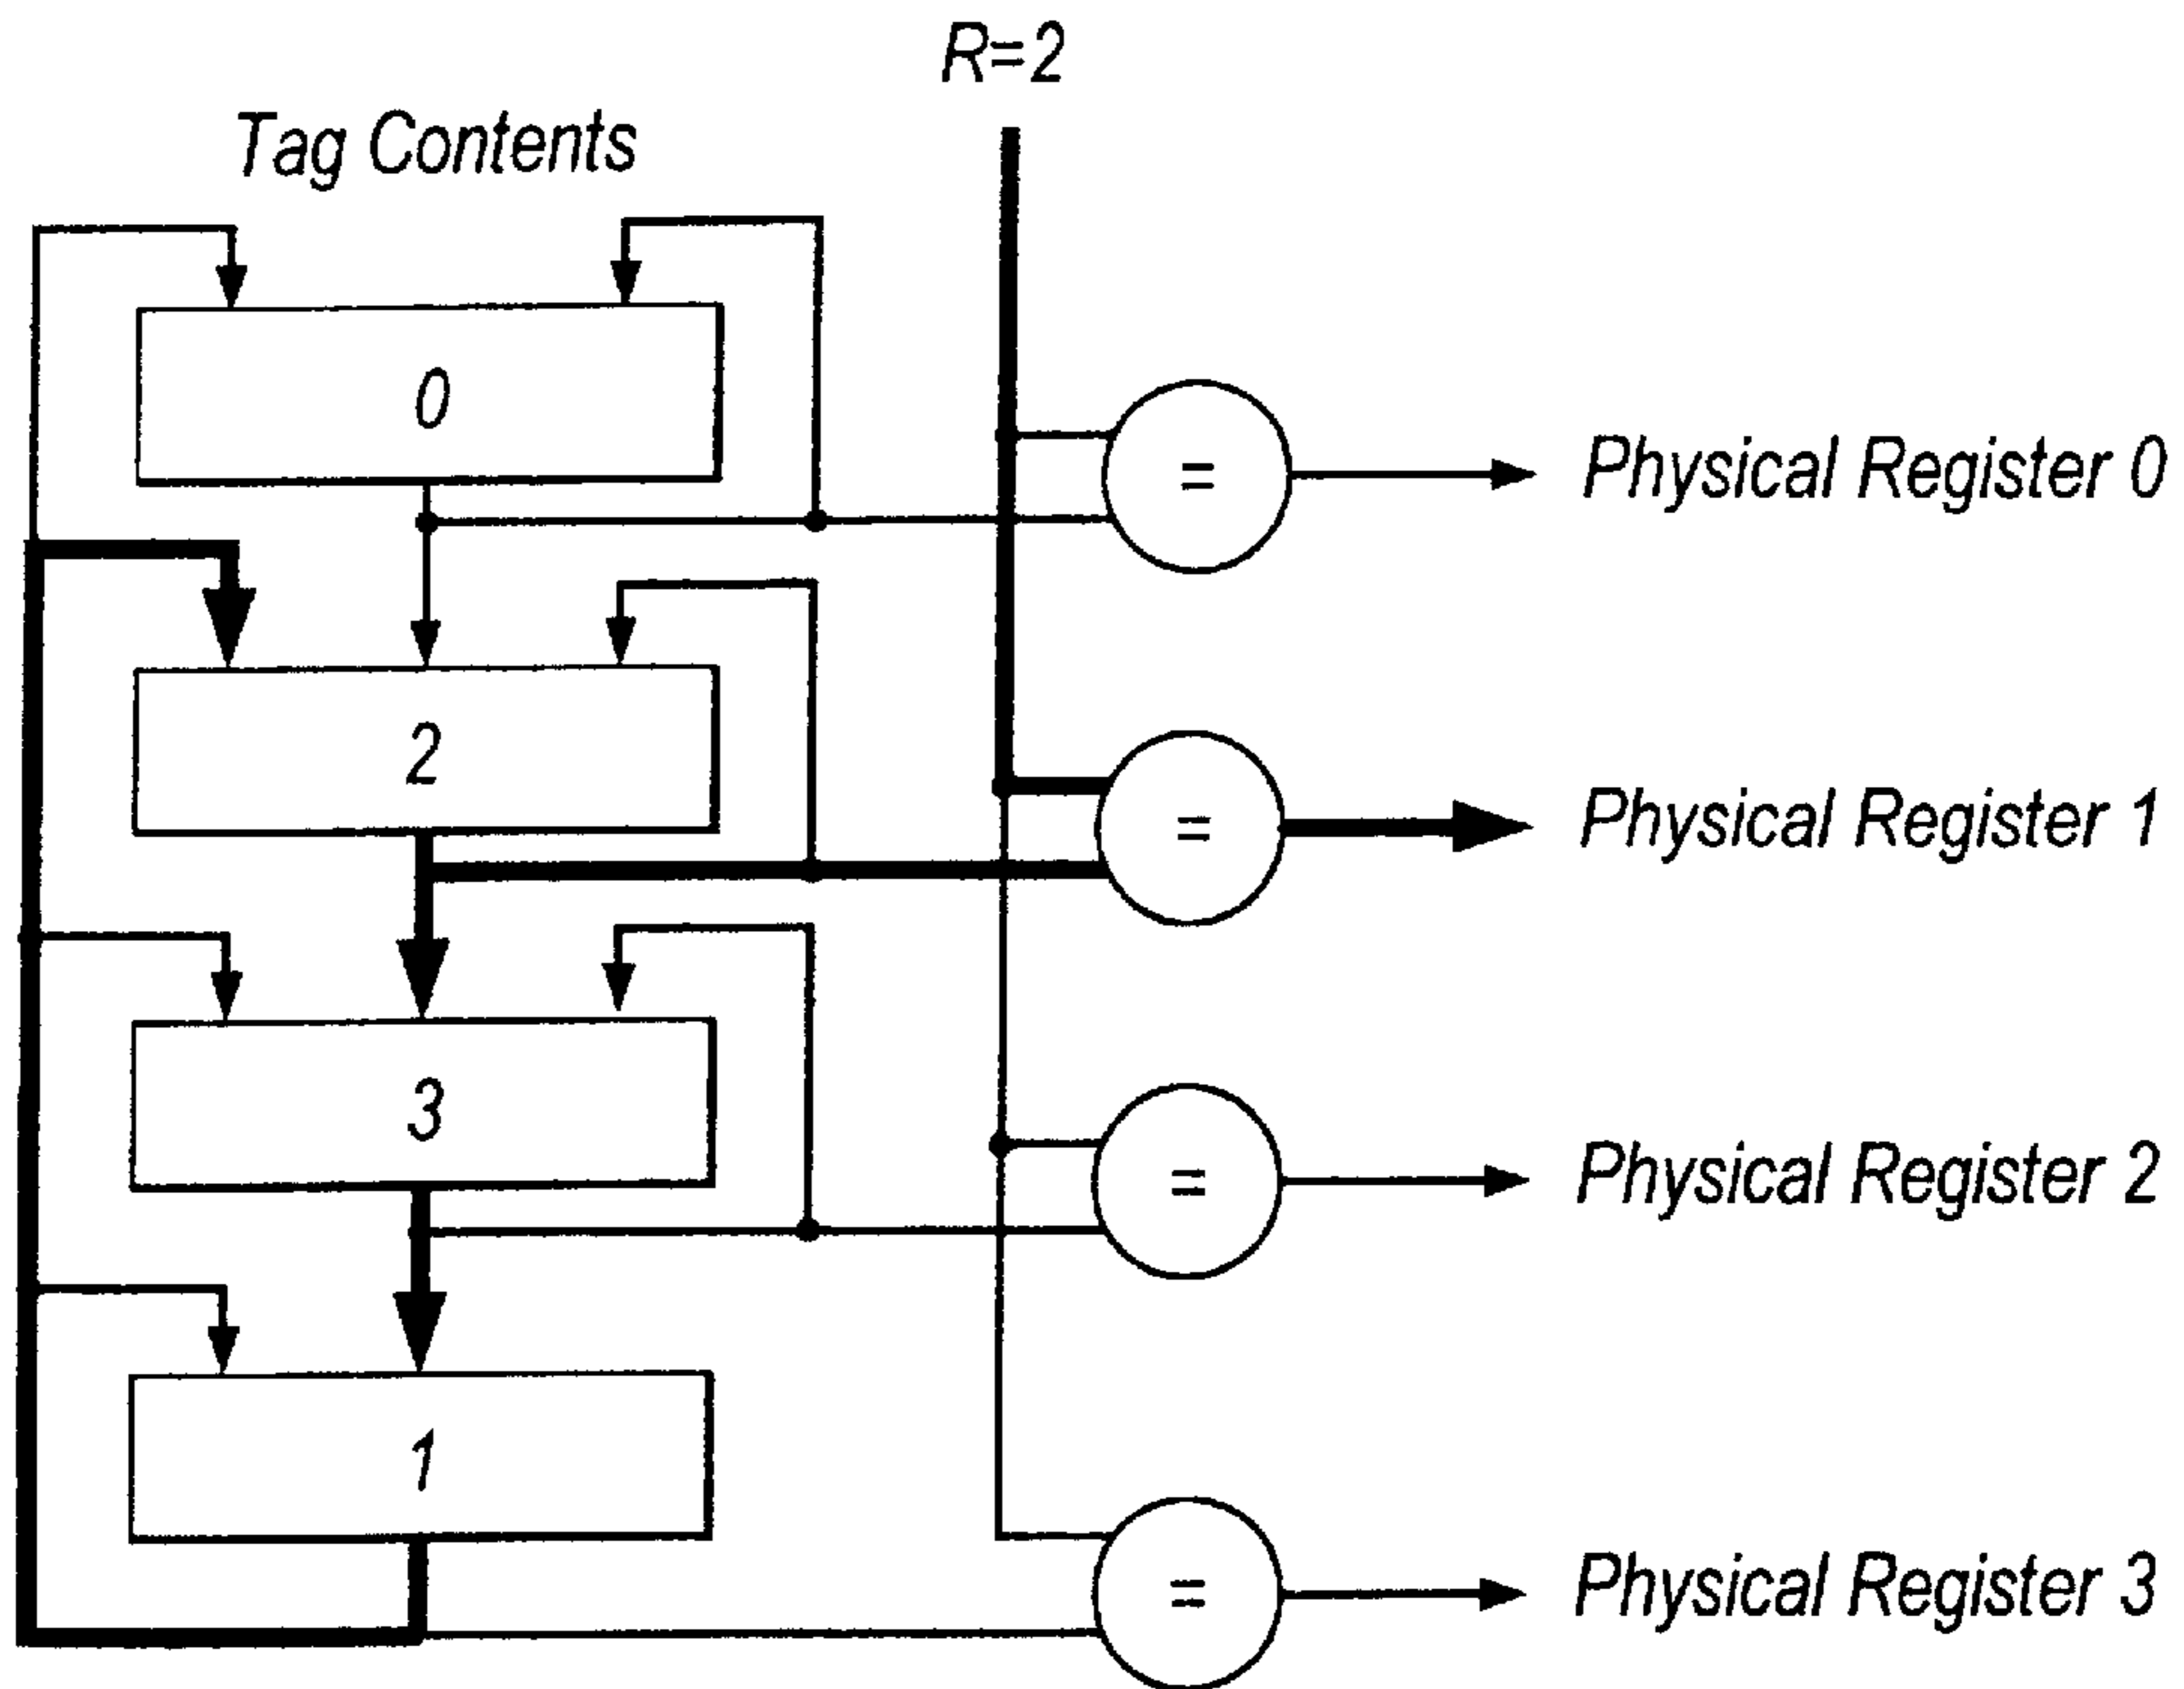 R=2
Tag Contents
0
= Physical Register 0
2
= Physical Register 1
3
= Physical Register 2
1
= Physical Register 3